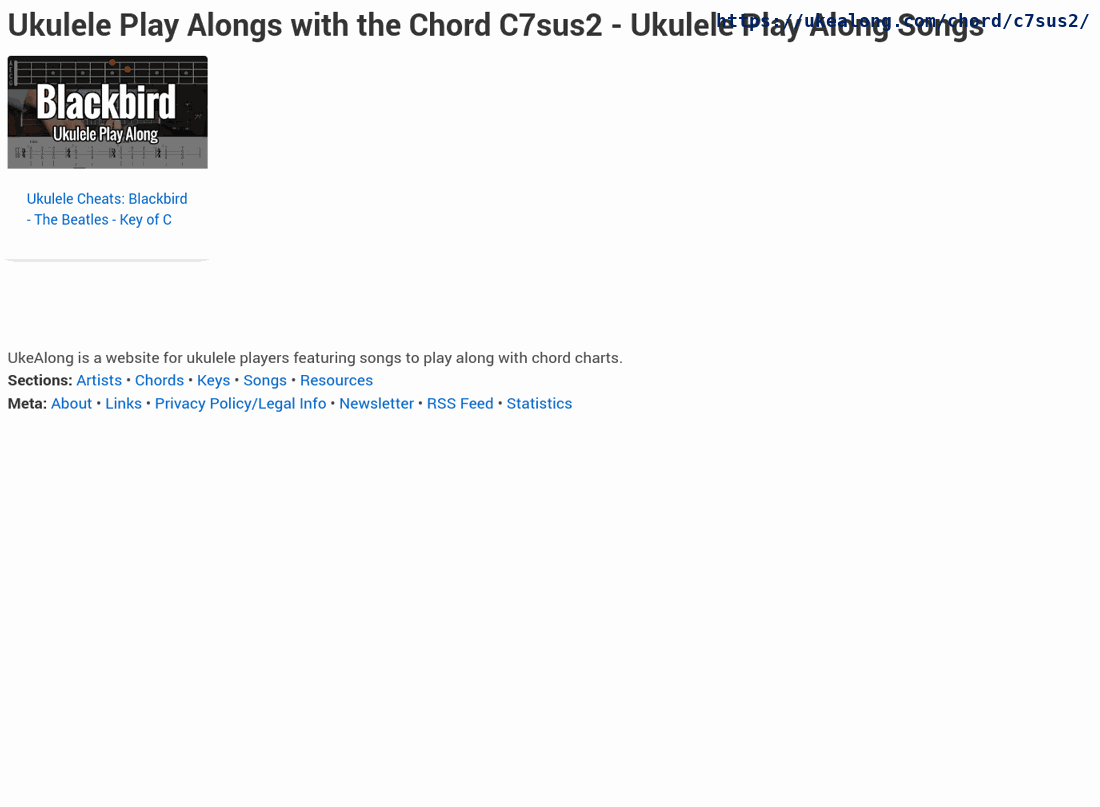 Ukulele Play Alongs with the Chord C7sus2 - Ukulele Play Along Songs
https://ukealong.com/chord/c7sus2/
Blackbird
Ukulele Play Along
Ukulele Cheats: Blackbird
- The Beatles - Key of C
UkeAlong is a website for ukulele players featuring songs to play along with chord charts.
Sections: Artists • Chords • Keys • Songs • Resources
Meta: About • Links • Privacy Policy/Legal Info • Newsletter • RSS Feed • Statistics